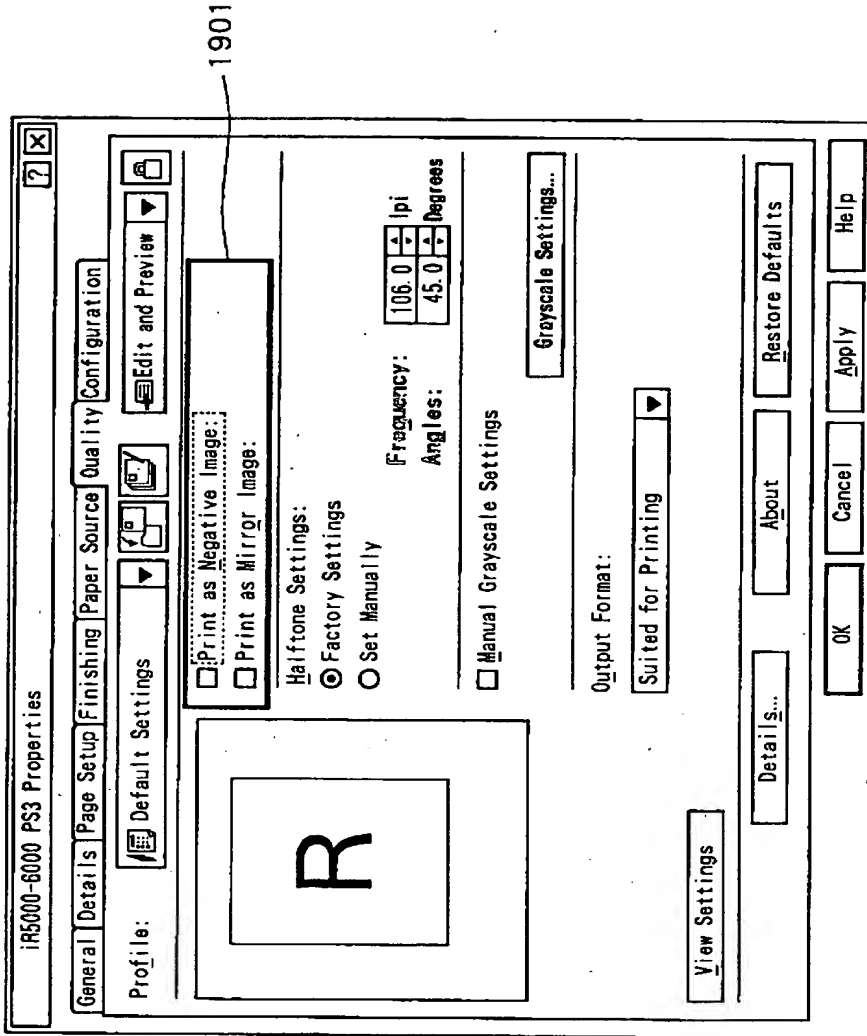 iR5000-6000 PS3 Properties
? X
General Details Page Setup Finishing Paper Source Quality Configuration
Profile: Default Settings Edit and Preview
Print as Negative Image:
Print as Mirror Image:
1901
Halftone Settings:
Factory Settings
Set Manually
Frequency: 106.0 lpi
Angles: 45.0 Degrees
Manual Grayscale Settings
Grayscale Settings...
Output Format:
Suited for Printing
R
View Settings
Details... About Restore Defaults
OK Cancel Apply Help